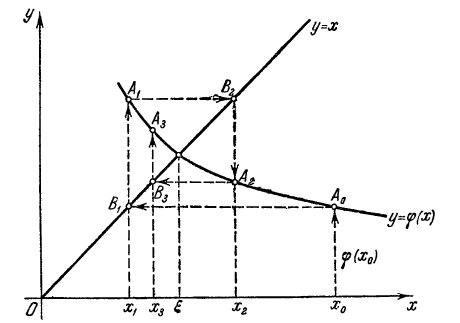 y
y=x
A₁
B₂
A₃
A₂
B₃
B₁
A₀
y=φ(x)
φ(x₀)
O
x₁ x₃ ξ x₂ x₀ x